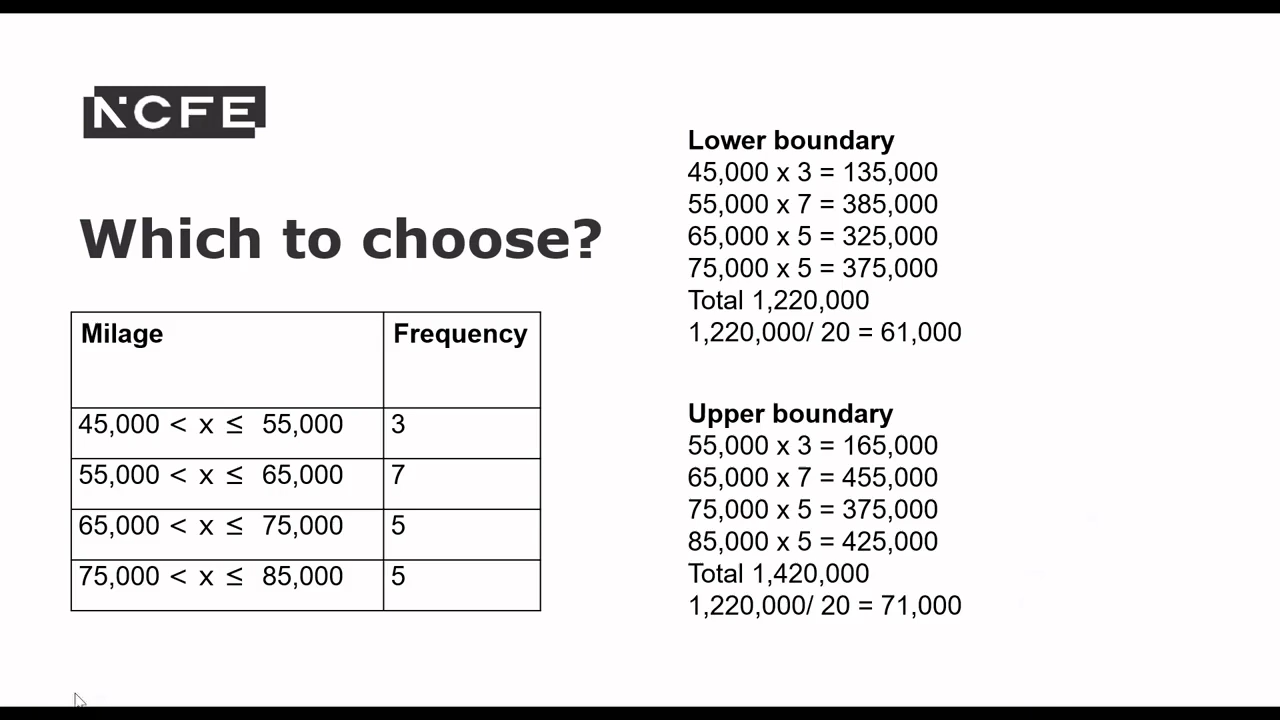 NCFE
Which to choose?
Milage Frequency
45,000 < x ≤ 55,000 3
55,000 < x ≤ 65,000 7
65,000 < x ≤ 75,000 5
75,000 < x ≤ 85,000 5
Lower boundary
45,000 x 3 = 135,000
55,000 x 7 = 385,000
65,000 x 5 = 325,000
75,000 x 5 = 375,000
Total 1,220,000
1,220,000/ 20 = 61,000
Upper boundary
55,000 x 3 = 165,000
65,000 x 7 = 455,000
75,000 x 5 = 375,000
85,000 x 5 = 425,000
Total 1,420,000
1,220,000/ 20 = 71,000